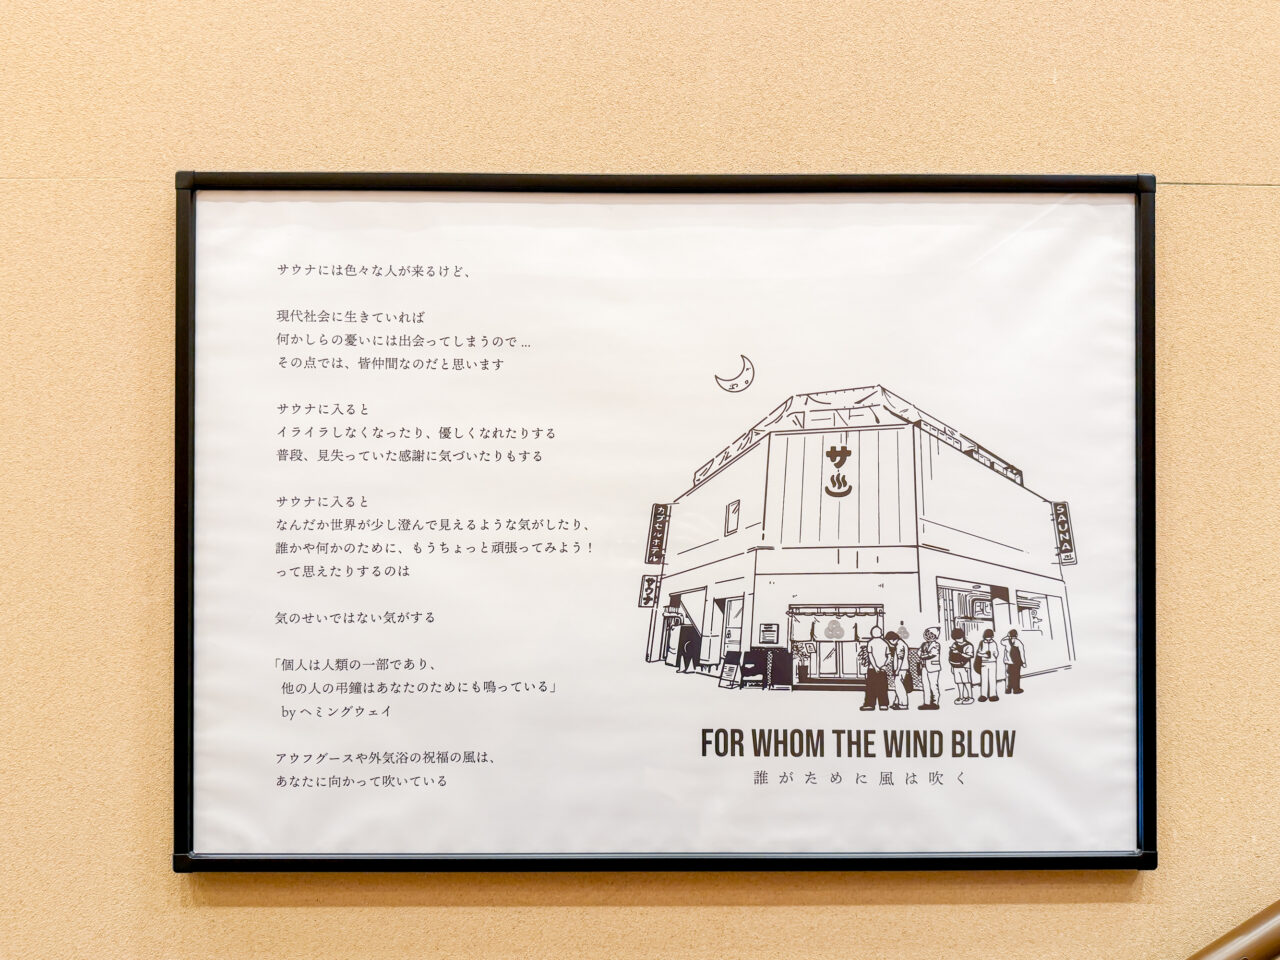 サウナには色々な人が来るけど、
現代社会に生きていれば
何かしらの憂いには出会ってしまうので...
その点では、皆仲間なのだと思います
サウナに入ると
イライラしなくなったり、優しくなれたりする
普段、見失っていた感謝に気づいたりもする
サウナに入ると
なんだか世界が少し澄んで見えるような気がしたり、
誰かや何かのために、もうちょっと頑張ってみよう！
って思えたりするのは
気のせいではない気がする
「個人は人類の一部であり、
他の人の弔鐘はあなたのためにも鳴っている」
by ヘミングウェイ
アウフグースや外気浴の祝福の風は、
あなたに向かって吹いている
サ
カプセルホテル
サウナ
SAUNA
FOR WHOM THE WIND BLOW
誰がために風は吹く